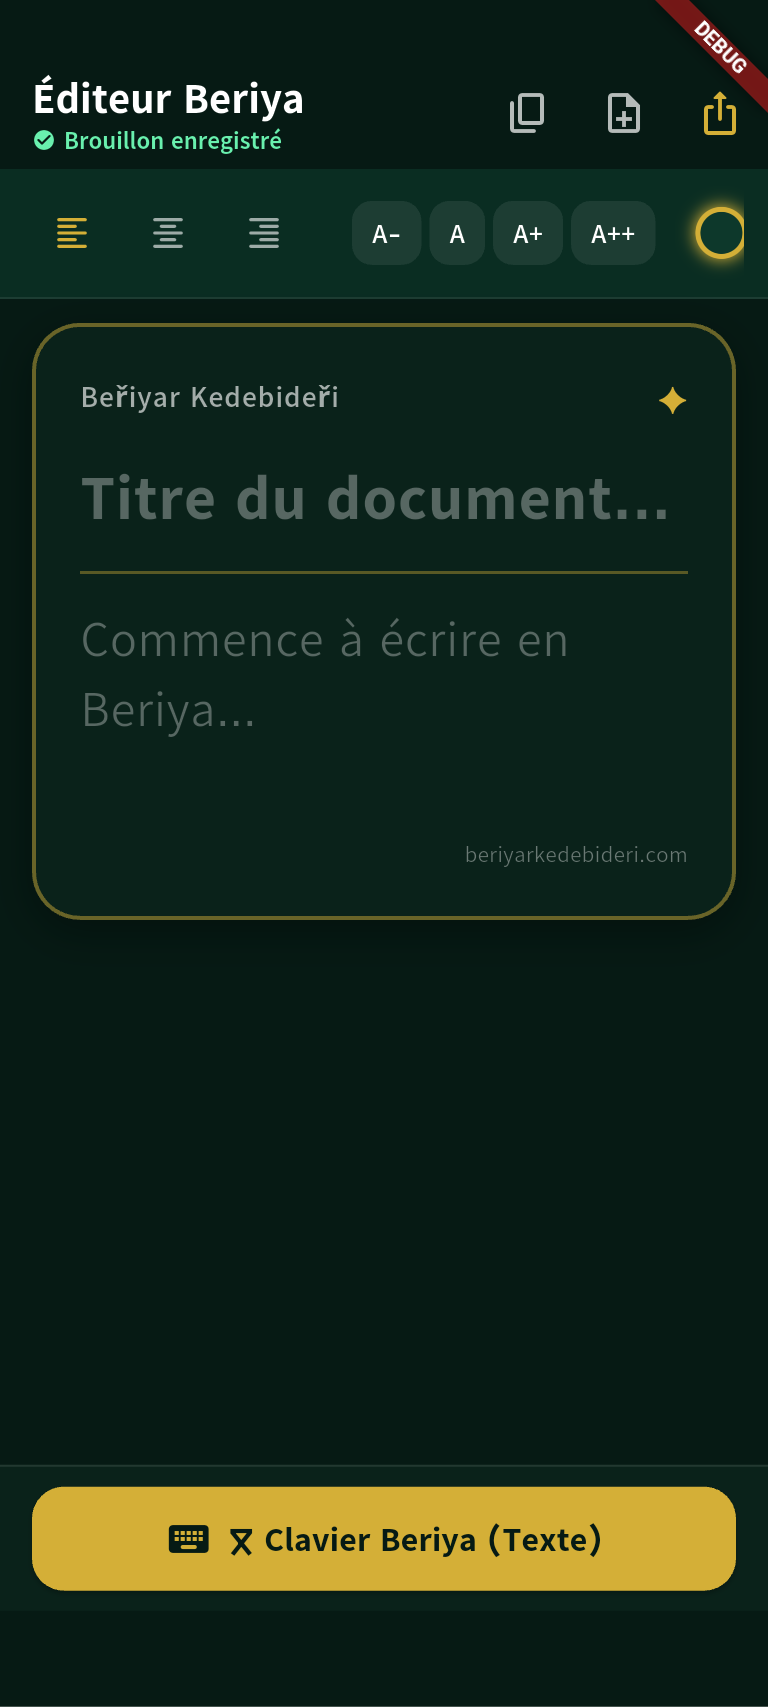 DEBUG
Éditeur Beriya
Brouillon enregistré
A- A A+ A++
Beřiyar Kedebideři
Titre du document...
Commence à écrire en
Beriya...
beriyarkedebideri.com
Clavier Beriya (Texte)